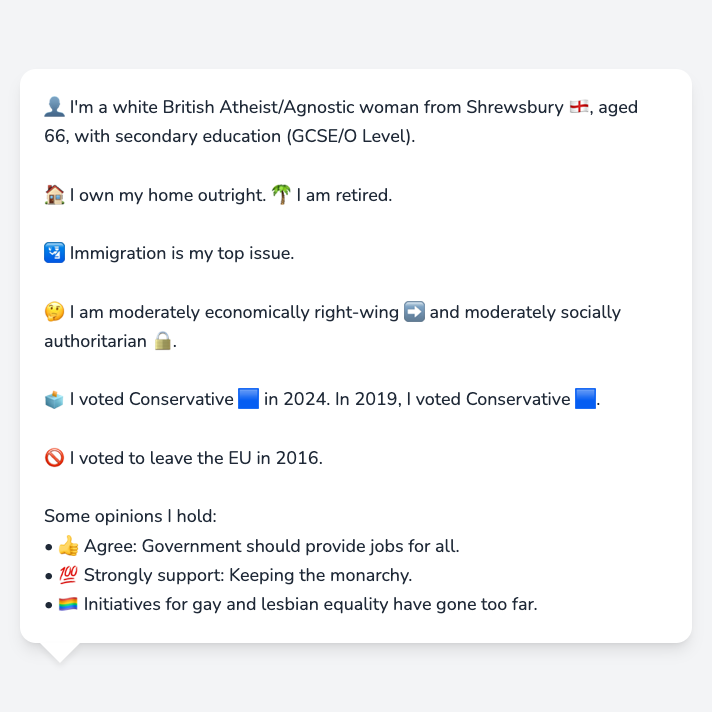 👤 I'm a white British Atheist/Agnostic woman from Shrewsbury 🏴󠁧󠁢󠁥󠁮󠁧󠁿, aged
66, with secondary education (GCSE/O Level).
🏠 I own my home outright. 🌴 I am retired.
🛂 Immigration is my top issue.
🤔 I am moderately economically right-wing ➡️ and moderately socially
authoritarian 🔒.
🗳️ I voted Conservative 🟦 in 2024. In 2019, I voted Conservative 🟦.
🚫 I voted to leave the EU in 2016.
Some opinions I hold:
• 👍 Agree: Government should provide jobs for all.
• 💯 Strongly support: Keeping the monarchy.
• 🏳️‍🌈 Initiatives for gay and lesbian equality have gone too far.